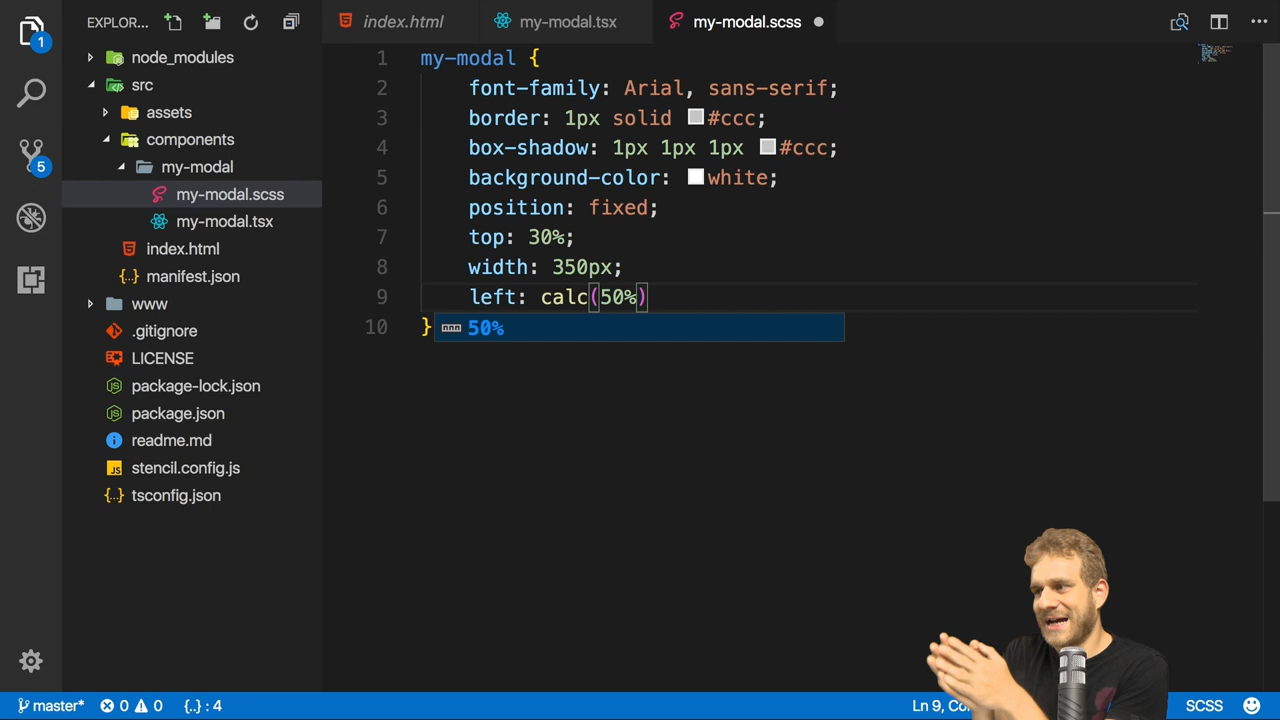 EXPLOR...
index.html
my-modal.tsx
my-modal.scss
1
5
node_modules
src
assets
components
my-modal
my-modal.scss
my-modal.tsx
index.html
manifest.json
www
.gitignore
LICENSE
package-lock.json
package.json
readme.md
stencil.config.js
tsconfig.json
1 my-modal {
2 font-family: Arial, sans-serif;
3 border: 1px solid #ccc;
4 box-shadow: 1px 1px 1px #ccc;
5 background-color: white;
6 position: fixed;
7 top: 30%;
8 width: 350px;
9 left: calc(50%)
10 }
50%
master* 0 0 {..} : 4
Ln 9, Co
SCSS